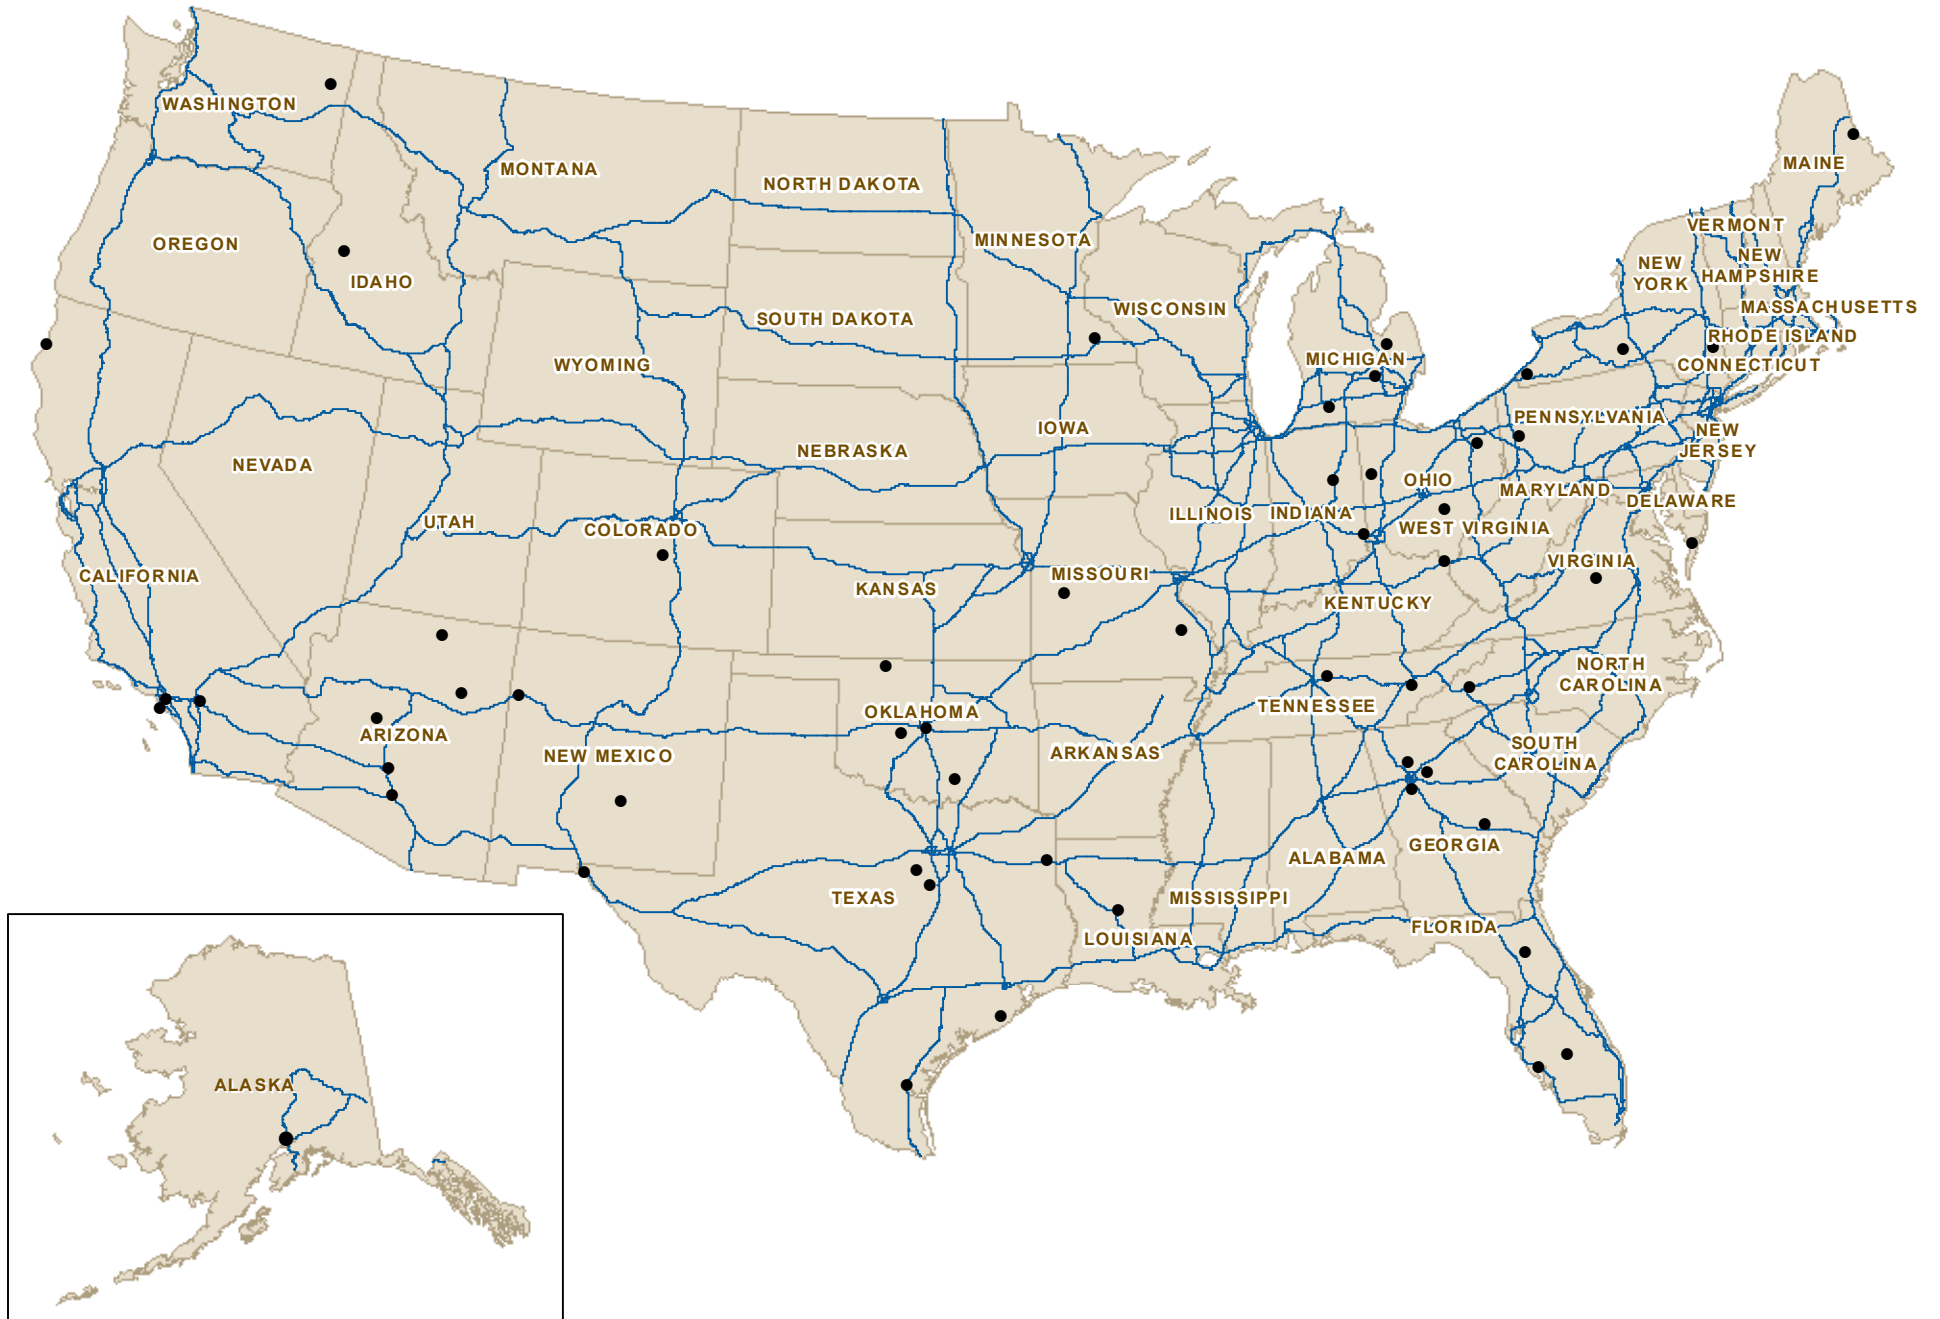 WASHINGTON
MONTANA
MAINE
NORTH DAKOTA
VERMONT
OREGON
MINNESOTA
NEW
HAMPSHIRE
NEW
YORK
IDAHO
WISCONSIN
MASSACHUSETTS
SOUTH DAKOTA
RHODE ISLAND
WYOMING
MICHIGAN
CONNECTICUT
PENNSYLVANIA
IOWA
NEW
JERSEY
NEBRASKA
NEVADA
OHIO
MARYLAND
DELAWARE
ILLINOIS
INDIANA
UTAH
COLORADO
WEST VIRGINIA
VIRGINIA
CALIFORNIA
MISSOURI
KANSAS
KENTUCKY
NORTH
CAROLINA
TENNESSEE
OKLAHOMA
ARIZONA
NEW MEXICO
ARKANSAS
SOUTH
CAROLINA
GEORGIA
ALABAMA
TEXAS
MISSISSIPPI
FLORIDA
LOUISIANA
ALASKA